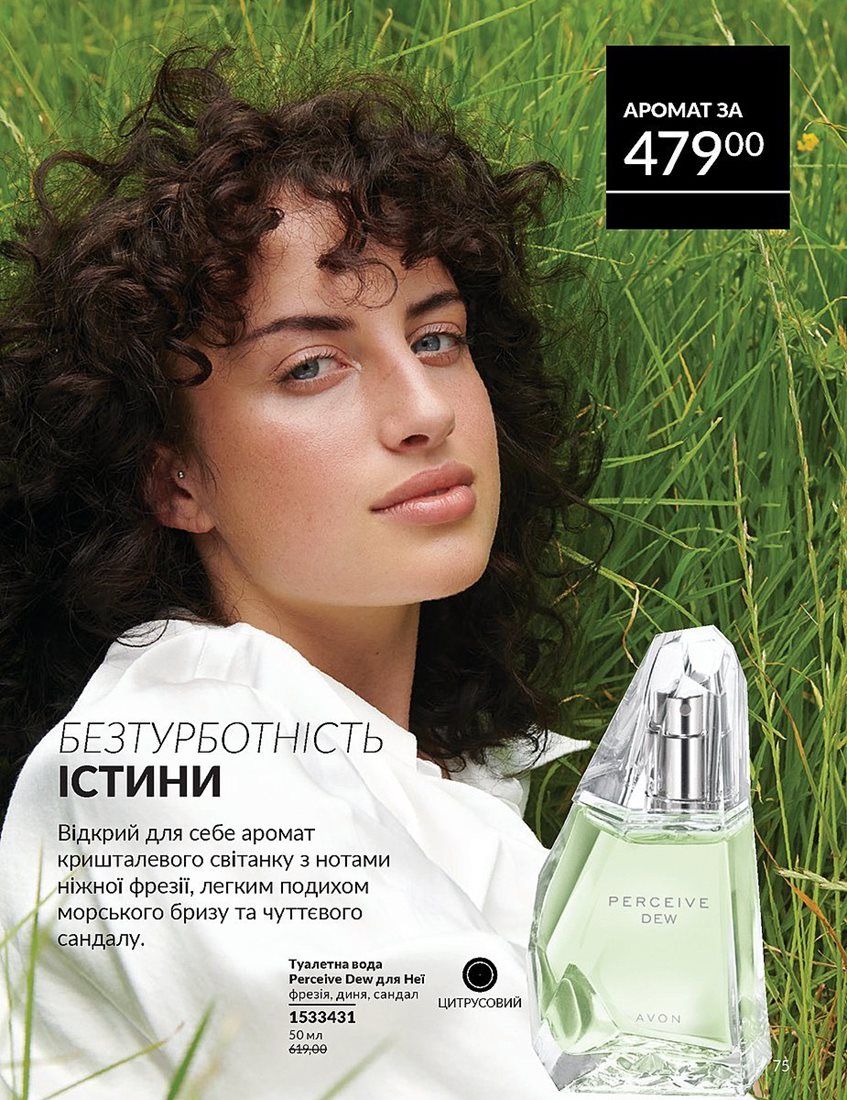 АРОМАТ ЗА
479⁰⁰
БЕЗТУРБОТНІСТЬ
ІСТИНИ
Відкрий для себе аромат
кришталевого світанку з нотами
ніжної фрезії, легким подихом
морського бризу та чуттєвого
сандалу.
Туалетна вода
Perceive Dew для Неї
фрезія, диня, сандал
1533431
50 мл
619,00
ЦИТРУСОВИЙ
PERCEIVE
DEW
AVON
75